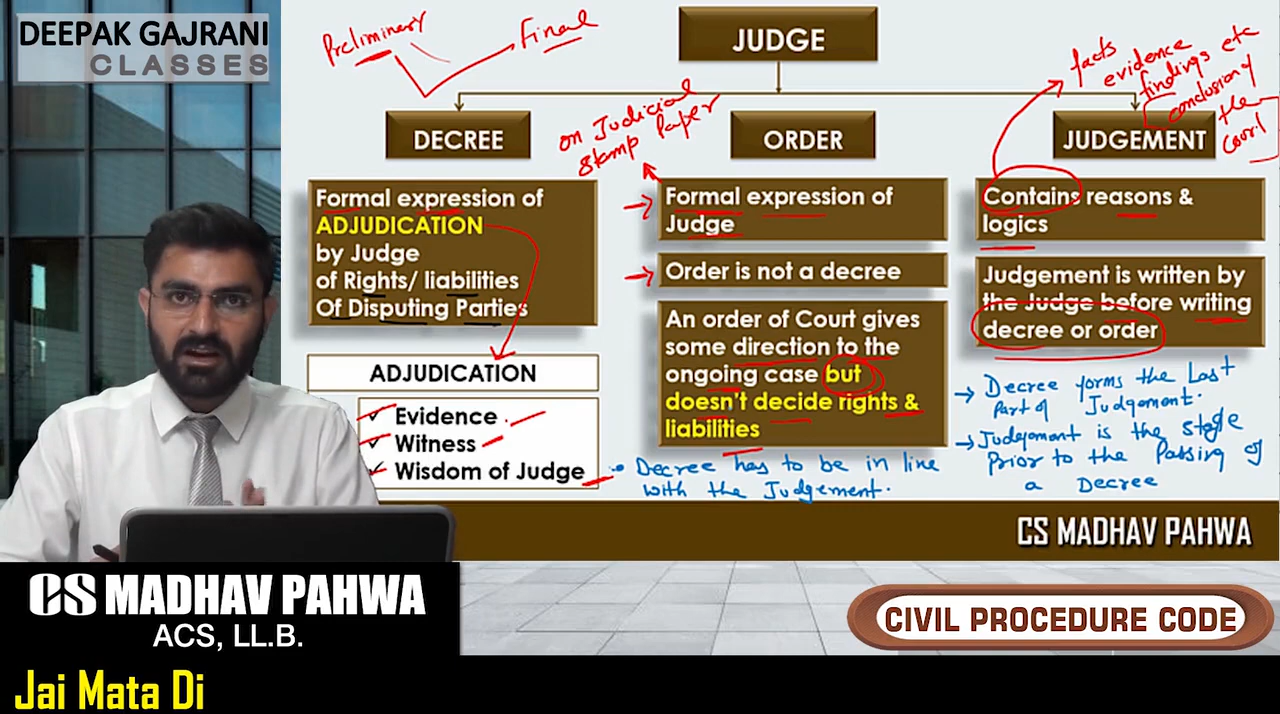 DEEPAK GAJRANI
CLASSES
Preliminary
Final
JUDGE
facts
evidence
findings etc
conclusion of
the
Court
DECREE
on Judicial
Stamp Paper
ORDER
JUDGEMENT
Formal expression of
ADJUDICATION
by Judge
of Rights/ liabilities
Of Disputing Parties
ADJUDICATION
✓ Evidence
✓ Witness
✓ Wisdom of Judge
Formal expression of
Judge
Order is not a decree
An order of Court gives
some direction to the
ongoing case but
doesn't decide rights &
liabilities
Contains reasons &
logics
Judgement is written by
the Judge before writing
decree or order
→ Decree forms the Last
Part of Judgement.
→ Judgement is the stage
Prior to the Passing of
a Decree
Decree has to be in line
with the Judgement.
CS MADHAV PAHWA
CS MADHAV PAHWA
ACS, LL.B.
CIVIL PROCEDURE CODE
Jai Mata Di